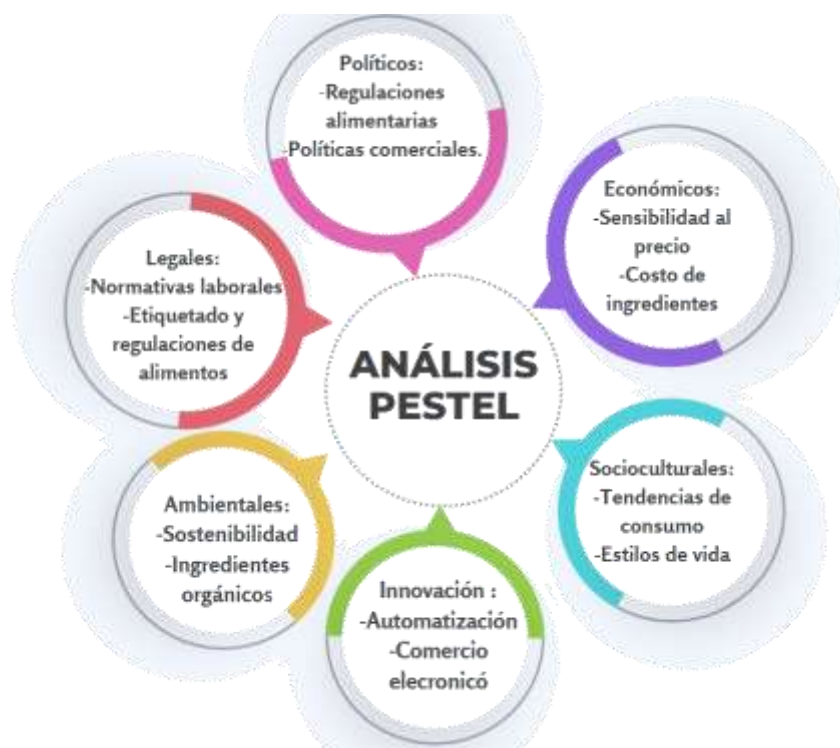 Políticos:
-Regulaciones
alimentarias
-Políticas comerciales.
Económicos:
-Sensibilidad al
precio
-Costo de
ingredientes
Legales:
-Normativas laborales
-Etiquetado y
regulaciones de
alimentos
ANÁLISIS
PESTEL
Socioculturales:
-Tendencias de
consumo
-Estilos de vida
Ambientales:
-Sostenibilidad
-Ingredientes
orgánicos
Innovación :
-Automatización
-Comercio
elecronicó